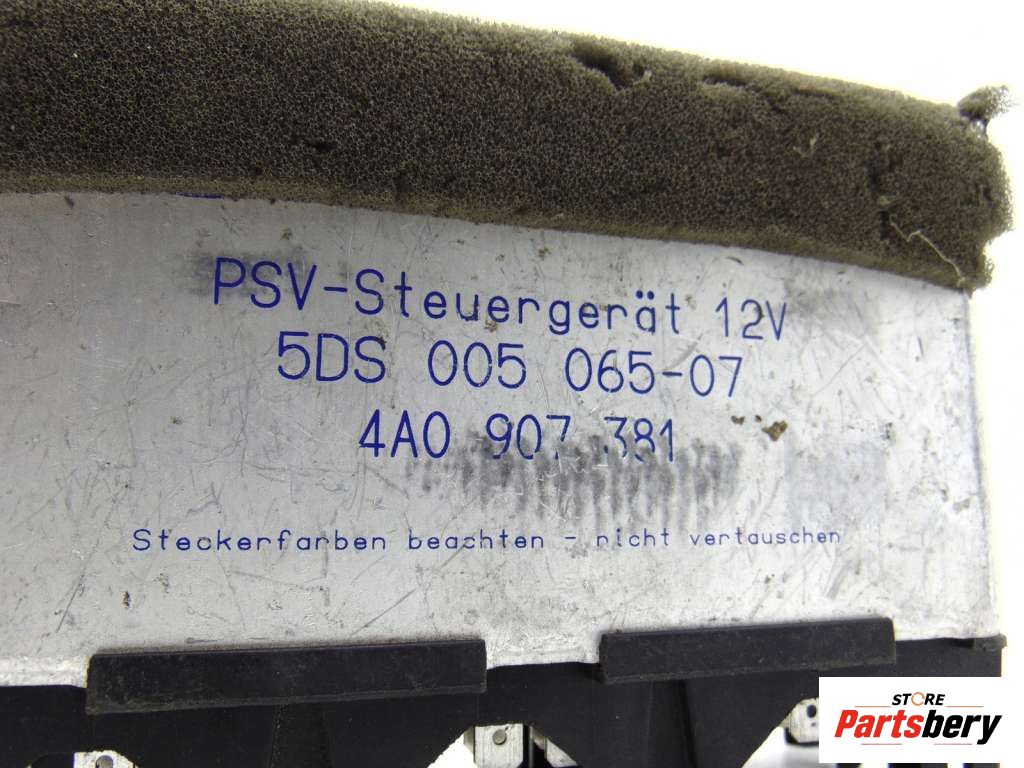 PSV-Steuergerät 12V
5DS 005 065-07
4A0 907 381
Steckerfarben beachten - nicht vertauschen
STORE
Partsbery